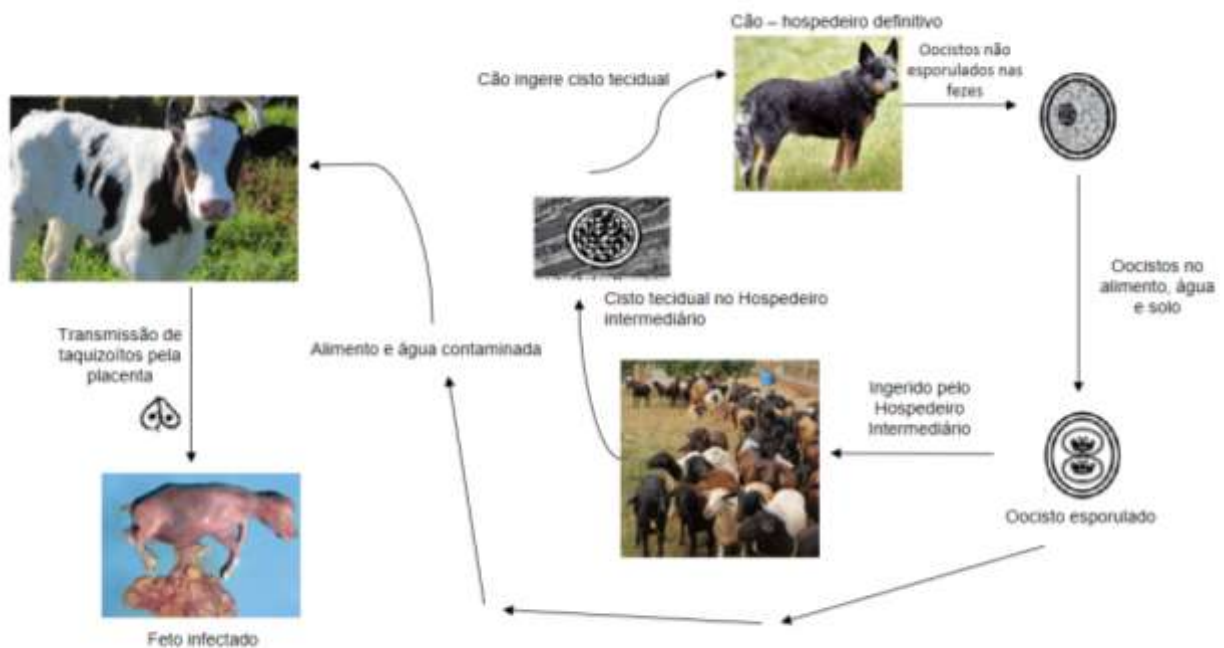 Cão – hospedeiro definitivo
Cão ingere cisto tecidual
Oocistos não
esporulados nas
fezes
Oocistos no
alimento, água
e solo
Cisto tecidual no Hospedeiro
intermediário
Transmissão de
taquizoítos pela
placenta
Alimento e água contaminada
Ingerido pelo
Hospedeiro
Intermediário
Oocisto esporulado
Feto infectado